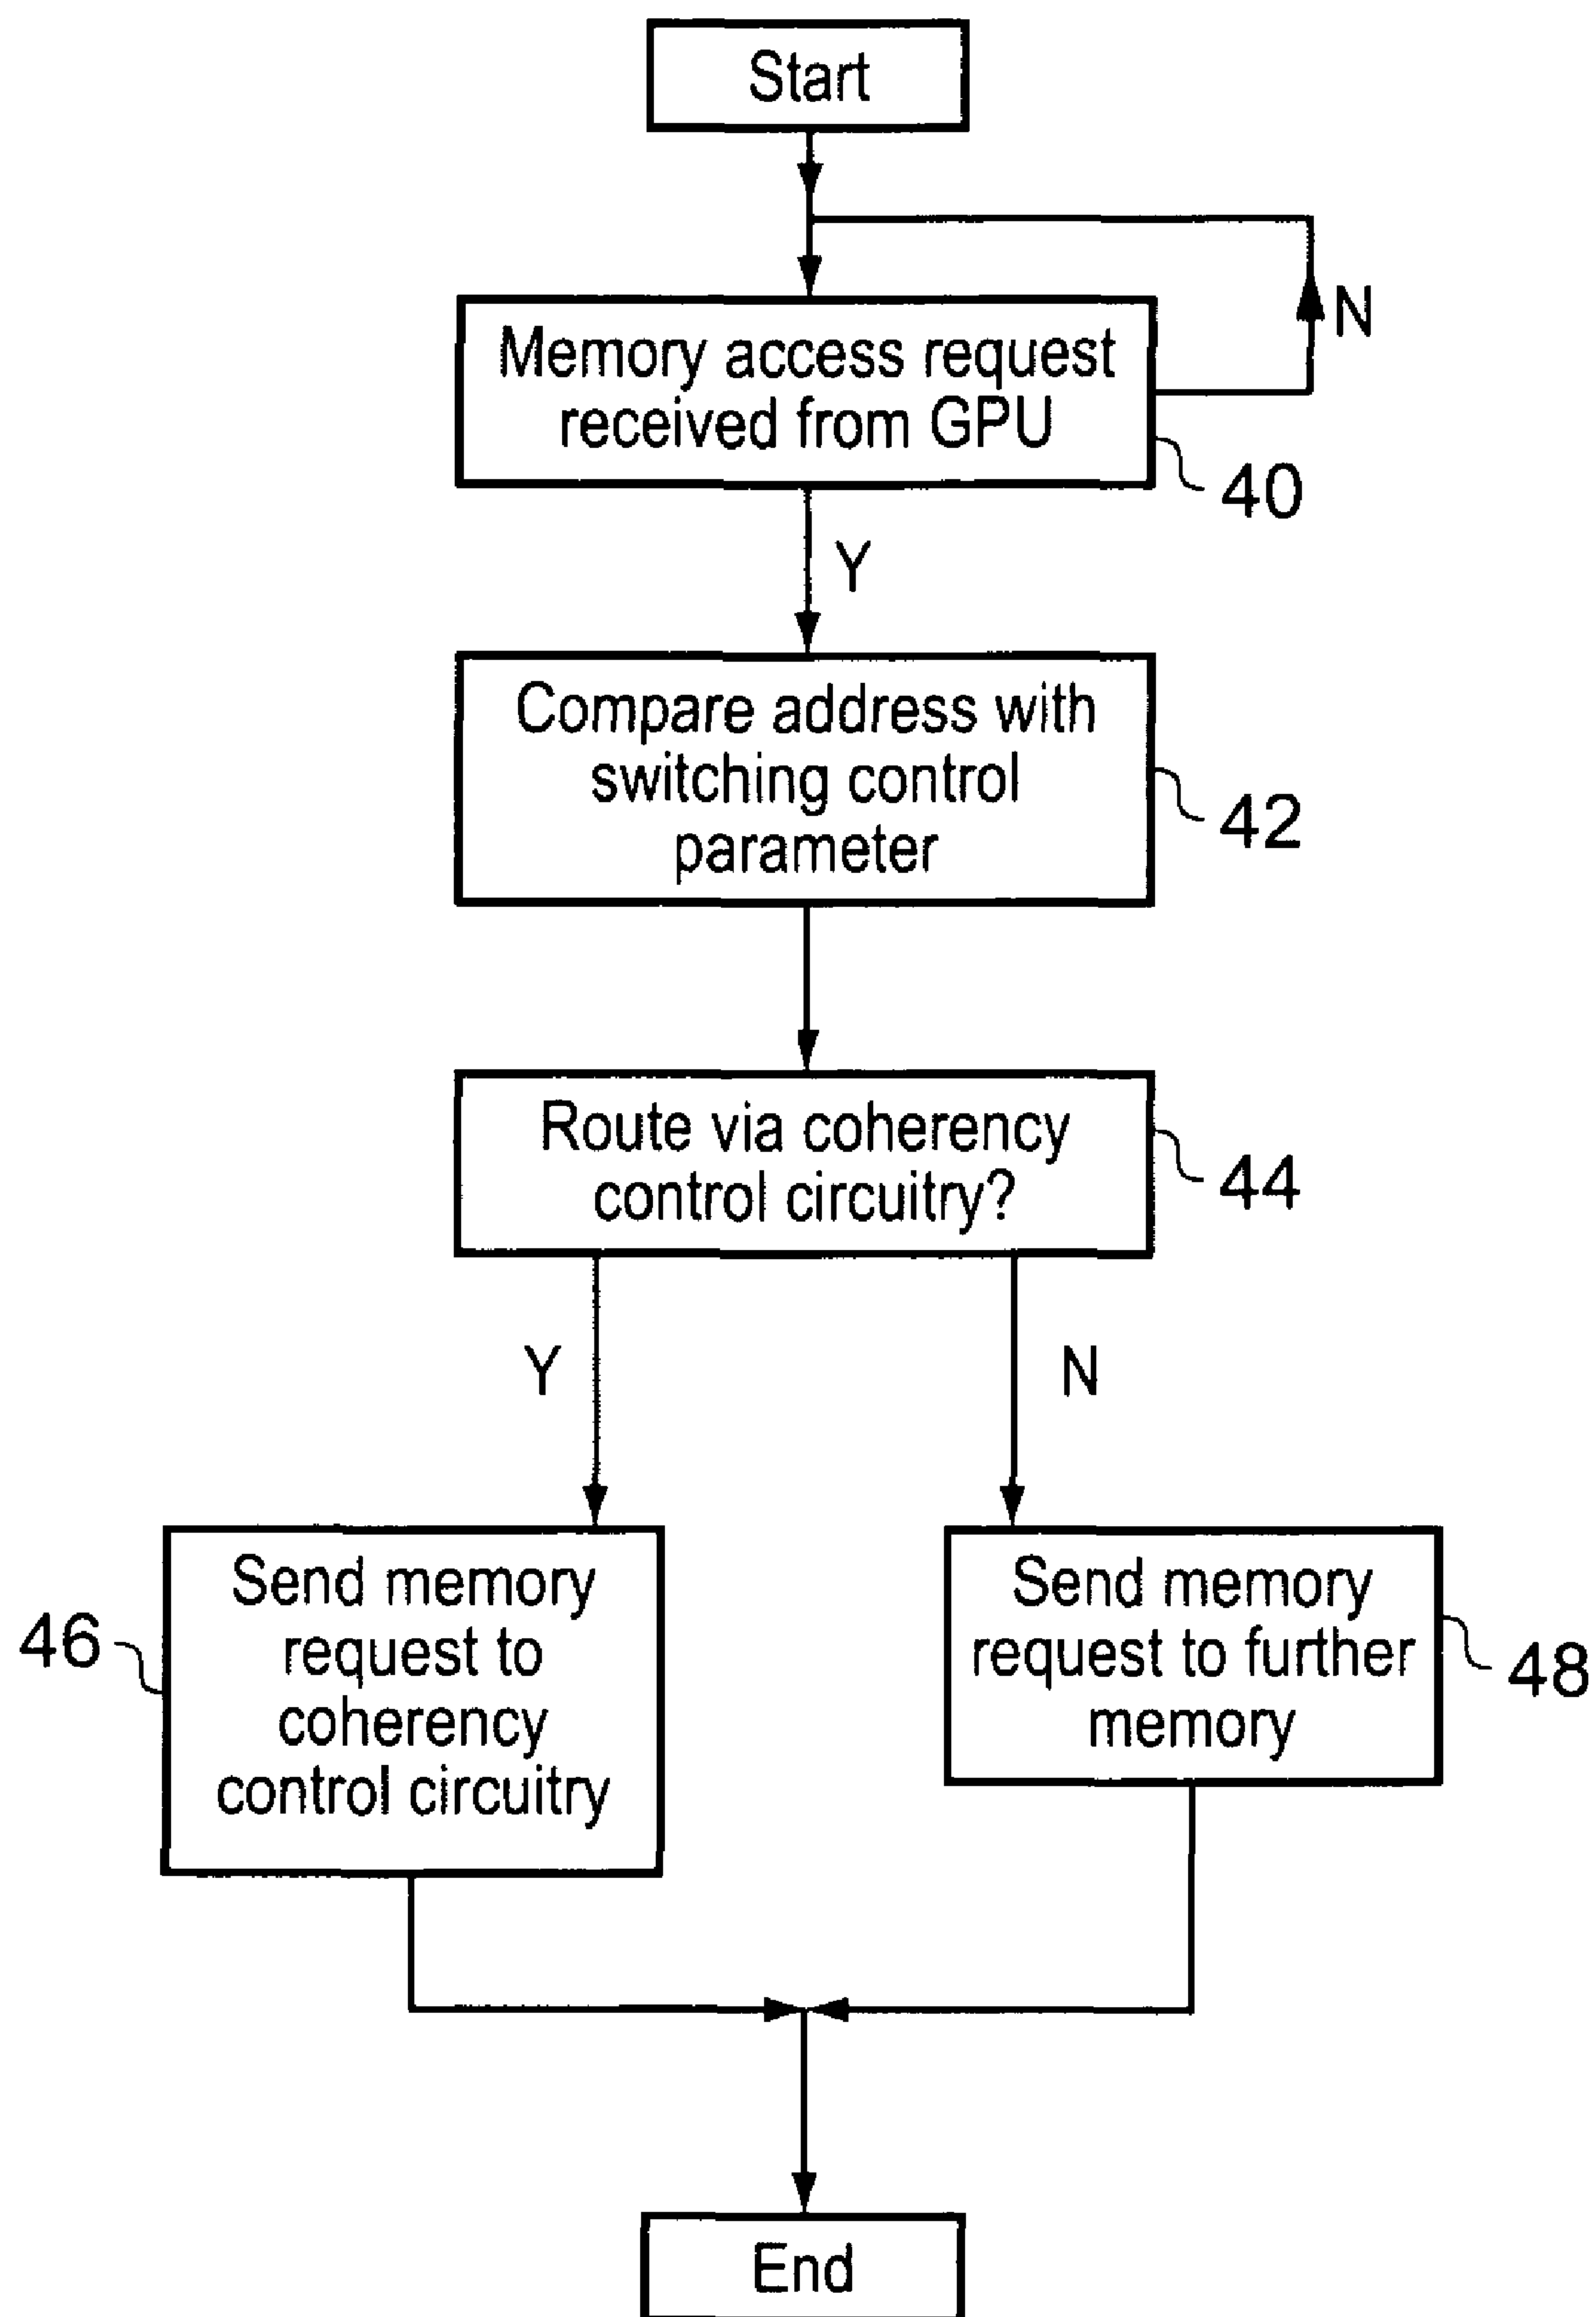 Start
N
Memory access request
received from GPU
40
Y
Compare address with
switching control
parameter
42
Route via coherency
control circuitry?
44
Y
N
Send memory
request to
coherency
control circuitry
46
Send memory
request to further
memory
48
End